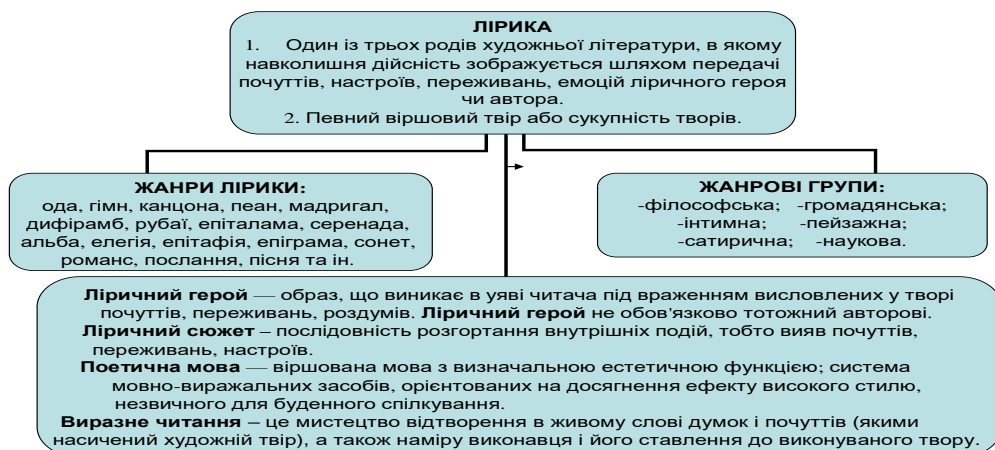 ЛІРИКА
1. Один із трьох родів художньої літератури, в якому
навколишня дійсність зображується шляхом передачі
почуттів, настроїв, переживань, емоцій ліричного героя
чи автора.
2. Певний віршовий твір або сукупність творів.
ЖАНРИ ЛІРИКИ:
ода, гімн, канцона, пеан, мадригал,
дифірамб, рубаї, епіталама, серенада,
альба, елегія, епітафія, епіграма, сонет,
романс, послання, пісня та ін.
ЖАНРОВІ ГРУПИ:
-філософська; -громадянська;
-інтимна; -пейзажна;
-сатирична; -наукова.
Ліричний герой — образ, що виникає в уяві читача під враженням висловлених у творі
почуттів, переживань, роздумів. Ліричний герой не обов'язково тотожний авторові.
Ліричний сюжет – послідовність розгортання внутрішніх подій, тобто вияв почуттів,
переживань, настроїв.
Поетична мова — віршована мова з визначальною естетичною функцією; система
мовно-виражальних засобів, орієнтованих на досягнення ефекту високого стилю,
незвичного для буденного спілкування.
Виразне читання – це мистецтво відтворення в живому слові думок і почуттів (якими
насичений художній твір), а також наміру виконавця і його ставлення до виконуваного твору.